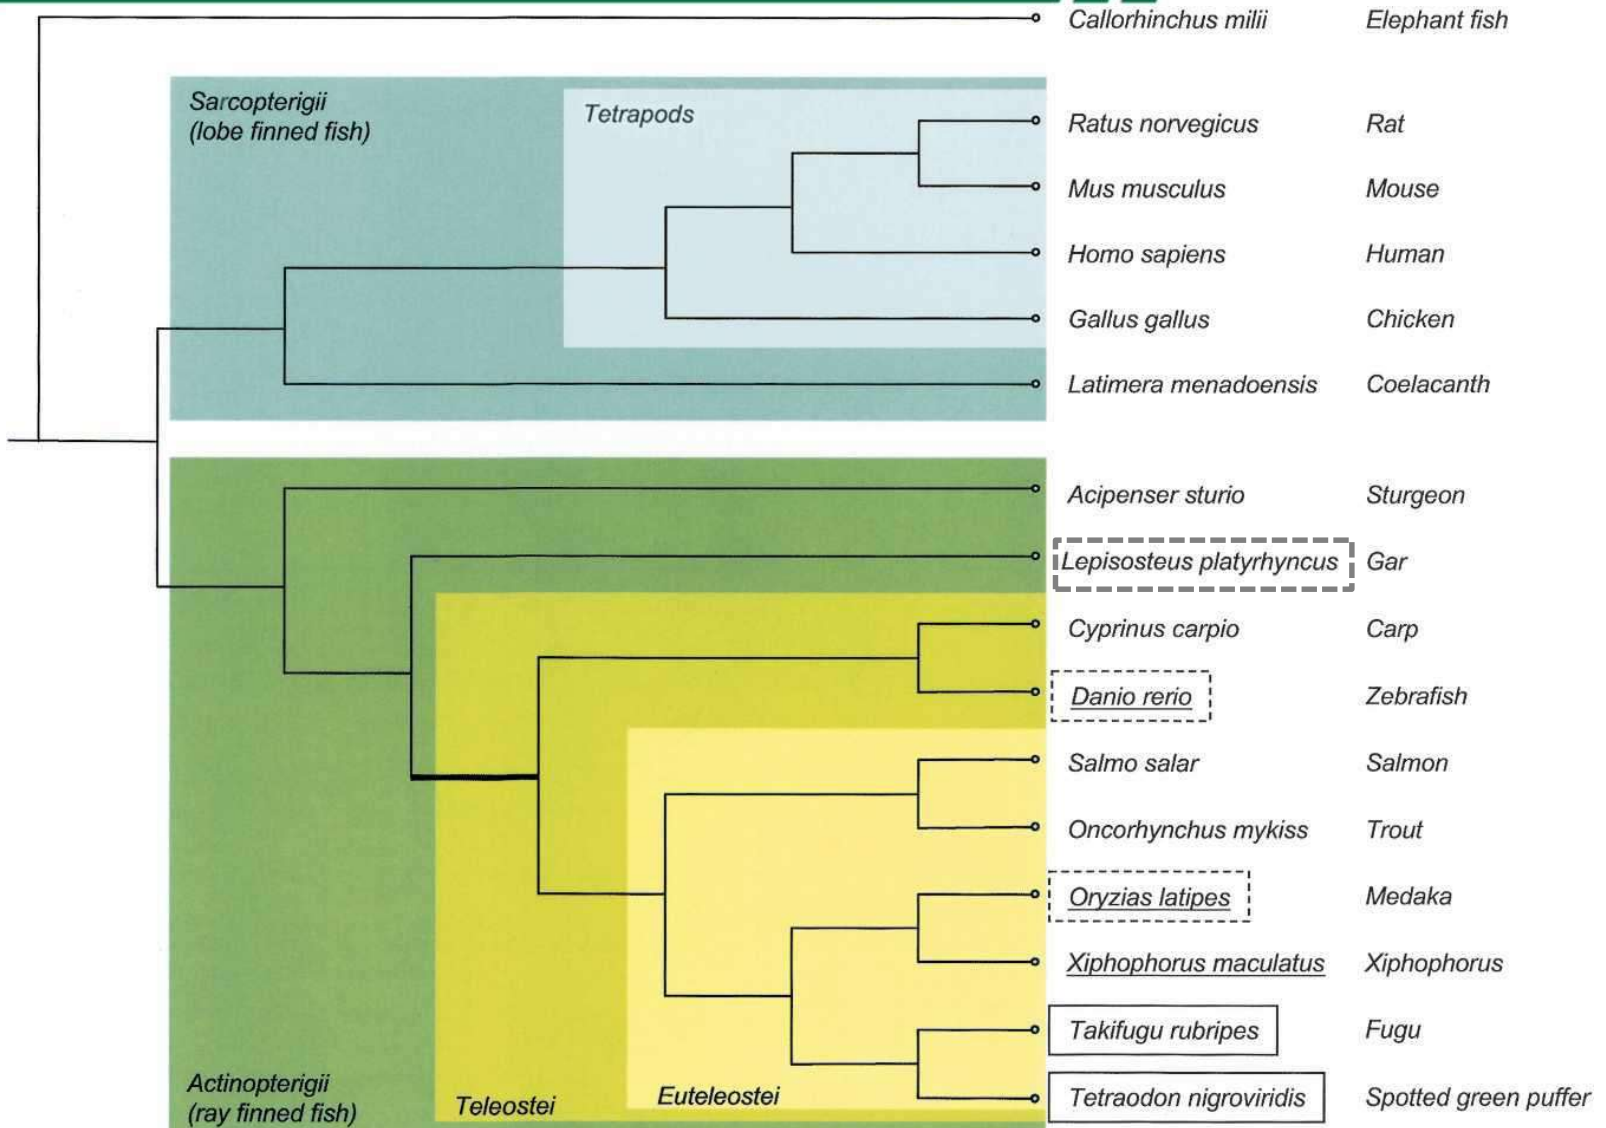 Callorhinchus milii Elephant fish
Sarcopterigii
(lobe finned fish)
Tetrapods
Ratus norvegicus Rat
Mus musculus Mouse
Homo sapiens Human
Gallus gallus Chicken
Latimera menadoensis Coelacanth
Acipenser sturio Sturgeon
Lepisosteus platyrhyncus Gar
Cyprinus carpio Carp
Danio rerio Zebrafish
Salmo salar Salmon
Oncorhynchus mykiss Trout
Oryzias latipes Medaka
Xiphophorus maculatus Xiphophorus
Takifugu rubripes Fugu
Tetraodon nigroviridis Spotted green puffer
Actinopterigii
(ray finned fish)
Teleostei
Euteleostei